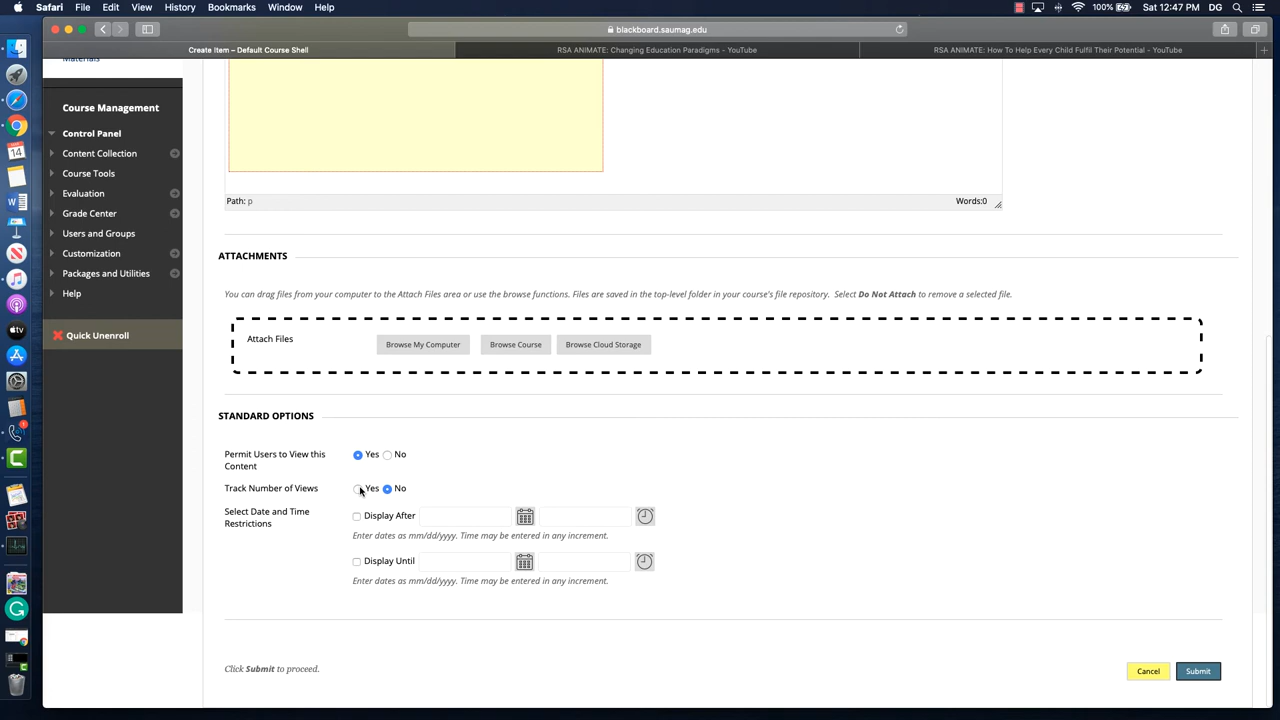 Safari File Edit View History Bookmarks Window Help
100% Sat 12:47 PM DG
blackboard.saumag.edu
Create Item – Default Course Shell
RSA ANIMATE: Changing Education Paradigms - YouTube
RSA ANIMATE: How To Help Every Child Fulfil Their Potential - YouTube
Materials
Course Management
Control Panel
Content Collection
Course Tools
Evaluation
Grade Center
Users and Groups
Customization
Packages and Utilities
Help
Quick Unenroll
Path: p
Words:0
ATTACHMENTS
You can drag files from your computer to the Attach Files area or use the browse functions. Files are saved in the top-level folder in your course's file repository. Select Do Not Attach to remove a selected file.
Attach Files
Browse My Computer
Browse Course
Browse Cloud Storage
STANDARD OPTIONS
Permit Users to View this
Content
Yes No
Track Number of Views
Yes No
Select Date and Time
Restrictions
Display After
Enter dates as mm/dd/yyyy. Time may be entered in any increment.
Display Until
Enter dates as mm/dd/yyyy. Time may be entered in any increment.
Click Submit to proceed.
Cancel
Submit